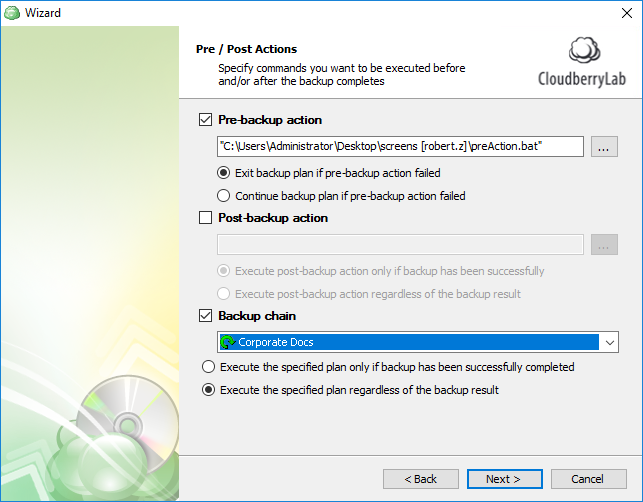 Wizard
Pre / Post Actions
Specify commands you want to be executed before
and/or after the backup completes
CloudberryLab
Pre-backup action
"C:\Users\Administrator\Desktop\screens [robert.z]\preAction.bat"
...
Exit backup plan if pre-backup action failed
Continue backup plan if pre-backup action failed
Post-backup action
...
Execute post-backup action only if backup has been successfully
Execute post-backup action regardless of the backup result
Backup chain
Corporate Docs
Execute the specified plan only if backup has been successfully completed
Execute the specified plan regardless of the backup result
< Back
Next >
Cancel